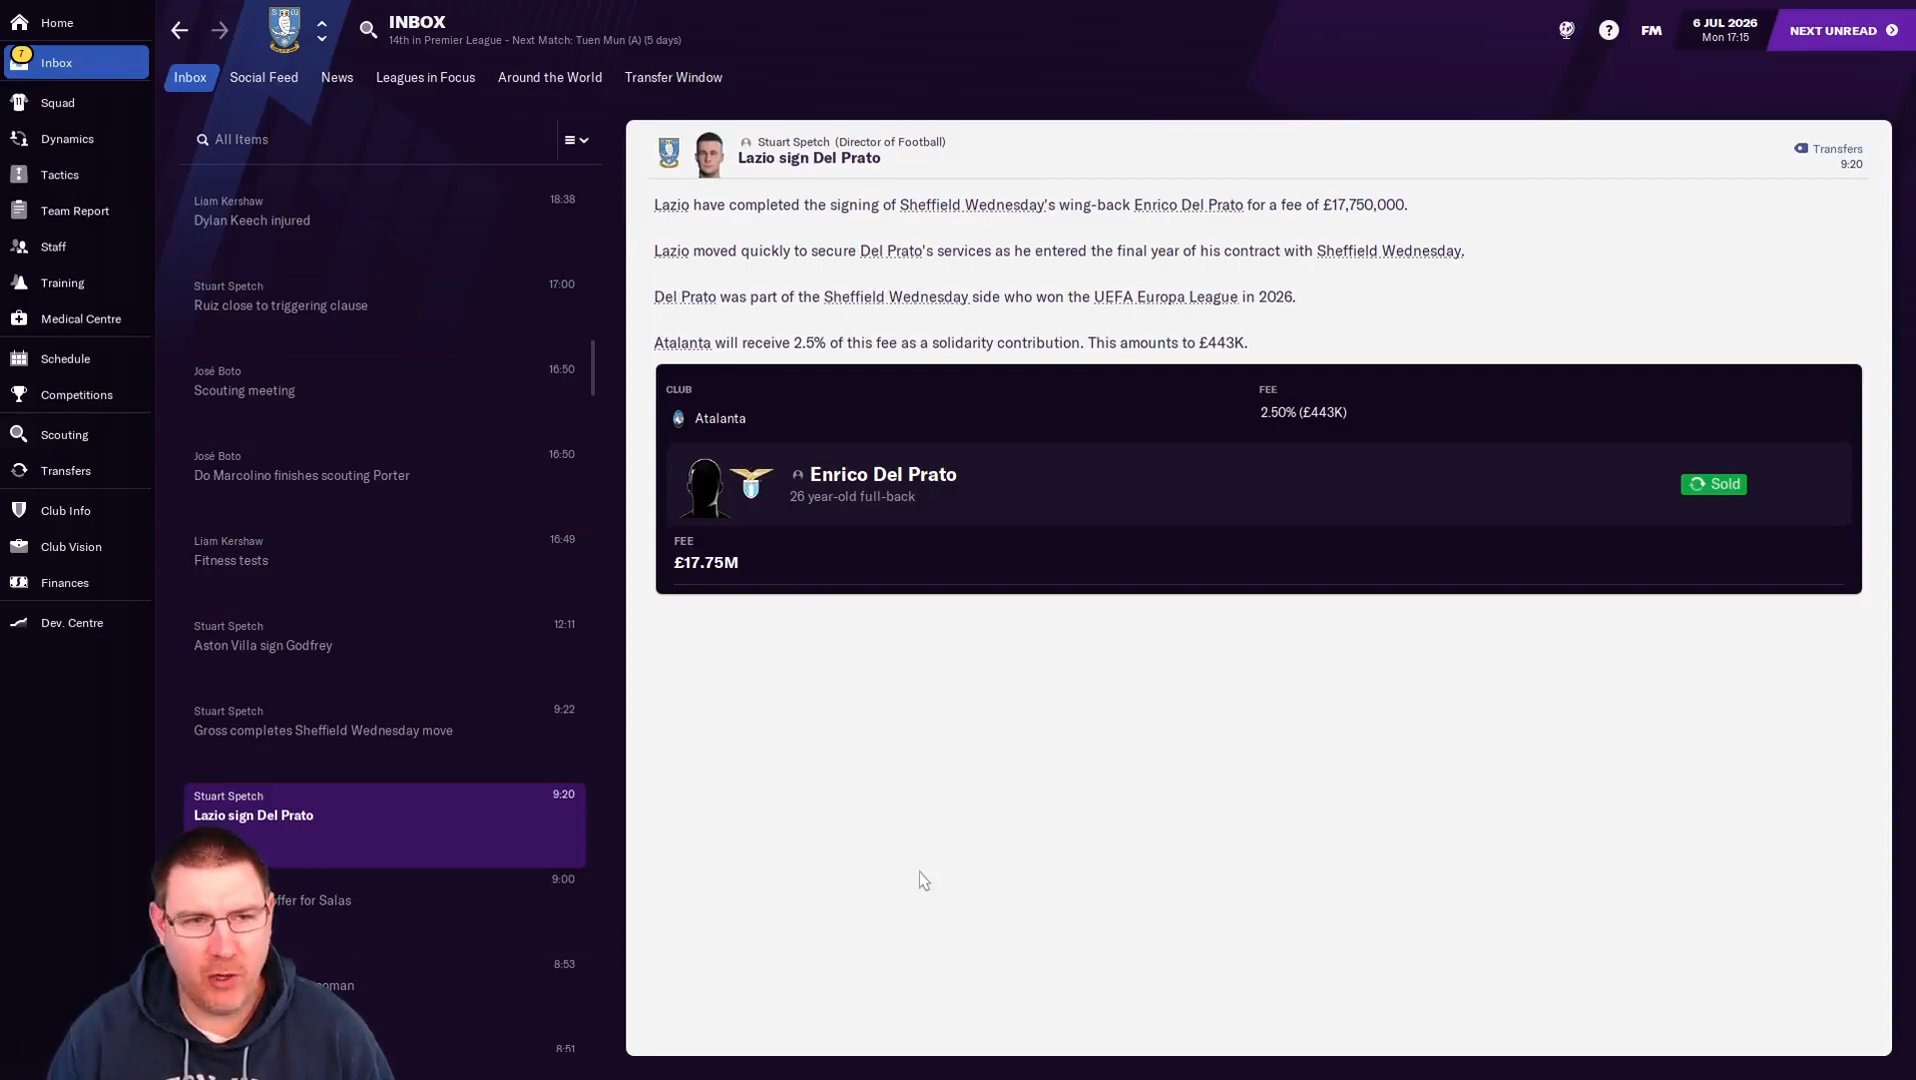 Home
7
Inbox
Squad
Dynamics
Tactics
Team Report
Staff
Training
Medical Centre
Schedule
Competitions
Scouting
Transfers
Club Info
Club Vision
Finances
Dev. Centre
INBOX
14th in Premier League - Next Match: Tuen Mun (A) (5 days)
FM
6 JUL 2026
Mon 17:15
NEXT UNREAD
Inbox
Social Feed
News
Leagues in Focus
Around the World
Transfer Window
All Items
Liam Kershaw 18:38
Dylan Keech injured
Stuart Spetch 17:00
Ruiz close to triggering clause
José Boto 16:50
Scouting meeting
José Boto 16:50
Do Marcolino finishes scouting Porter
Liam Kershaw 16:49
Fitness tests
Stuart Spetch 12:11
Aston Villa sign Godfrey
Stuart Spetch 9:22
Gross completes Sheffield Wednesday move
Stuart Spetch 9:20
Lazio sign Del Prato
9:00
offer for Salas
8:53
8:51
Stuart Spetch (Director of Football)
Lazio sign Del Prato
Transfers
9:20
Lazio have completed the signing of Sheffield Wednesday's wing-back Enrico Del Prato for a fee of £17,750,000.
Lazio moved quickly to secure Del Prato's services as he entered the final year of his contract with Sheffield Wednesday.
Del Prato was part of the Sheffield Wednesday side who won the UEFA Europa League in 2026.
Atalanta will receive 2.5% of this fee as a solidarity contribution. This amounts to £443K.
CLUB FEE
Atalanta 2.50% (£443K)
Enrico Del Prato
26 year-old full-back
Sold
FEE
£17.75M